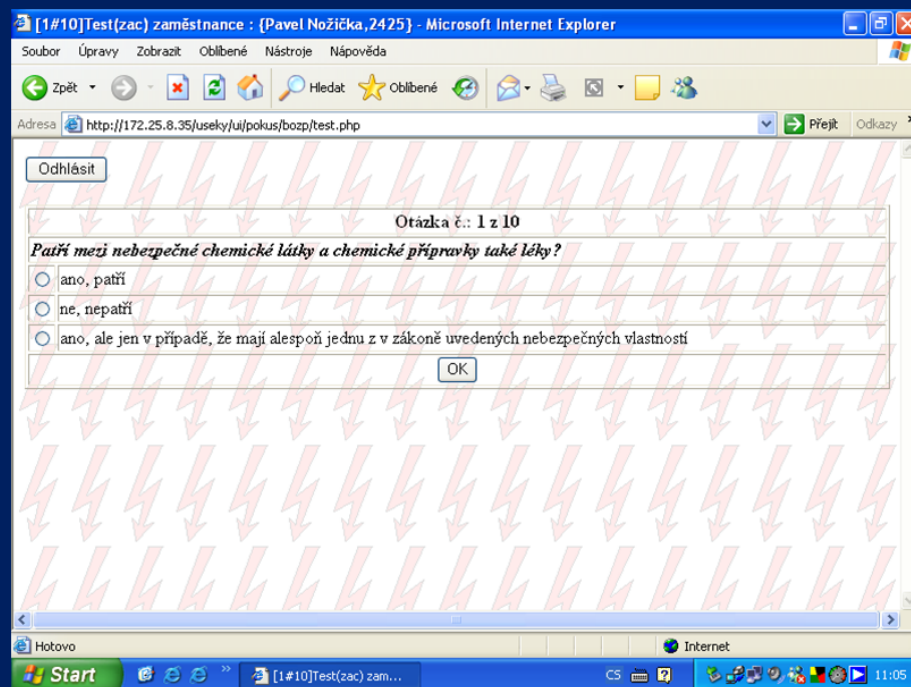 [1#10]Test(zac) zaměstnance : {Pavel Nožička,2425} - Microsoft Internet Explorer
Soubor Úpravy Zobrazit Oblíbené Nástroje Nápověda
Zpět Hledat Oblíbené
Adresa http://172.25.8.35/useky/ui/pokus/bozp/test.php Přejít Odkazy »
Odhlásit
Otázka č.: 1 z 10
Patří mezi nebezpečné chemické látky a chemické přípravky také léky?
ano, patří
ne, nepatří
ano, ale jen v případě, že mají alespoň jednu z v zákoně uvedených nebezpečných vlastností
OK
Hotovo Internet
Start » [1#10]Test(zac) zam... CS 11:05